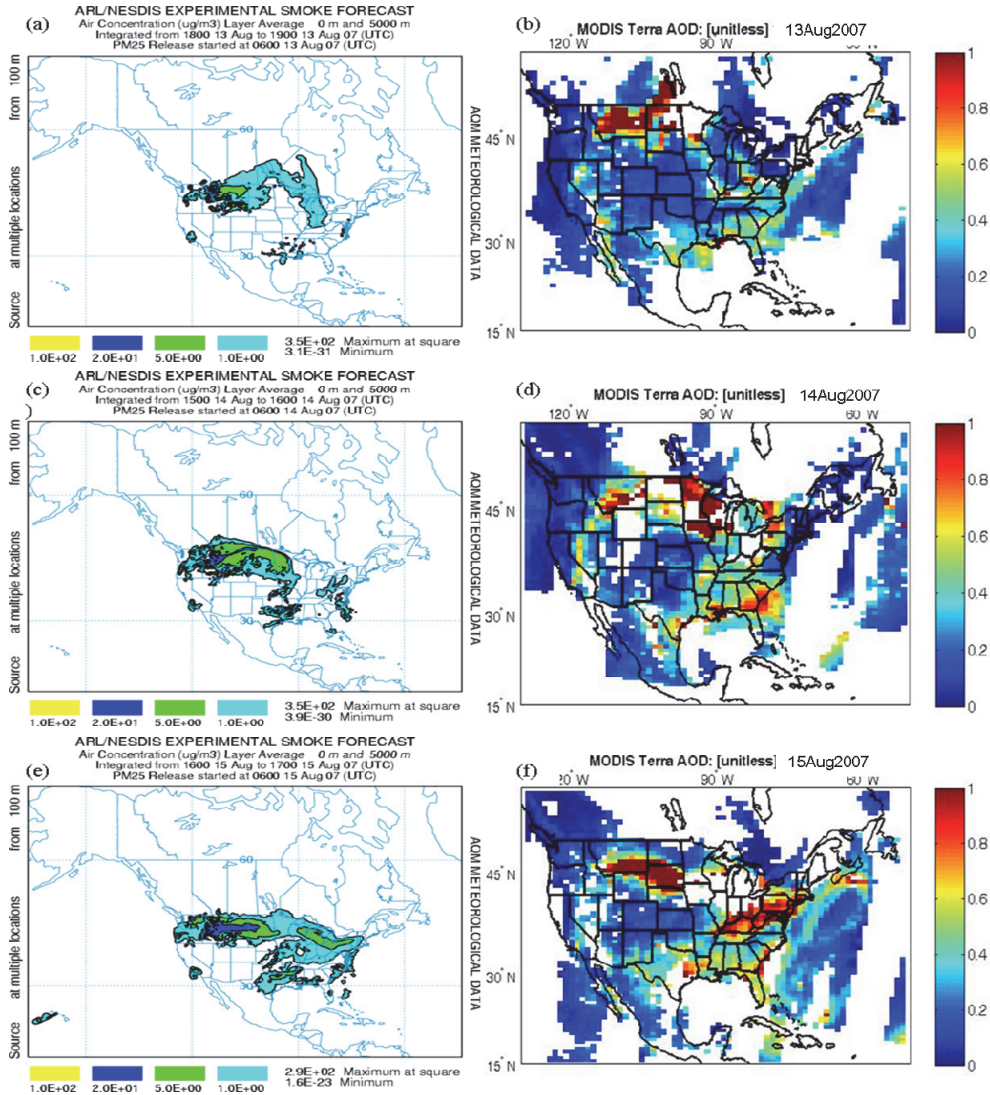 (a)
ARL/NESDIS EXPERIMENTAL SMOKE FORECAST
Air Concentration (ug/m3) Layer Average 0 m and 5000 m
Integrated from 1800 13 Aug to 1900 13 Aug 07 (UTC)
PM25 Release started at 0600 13 Aug 07 (UTC)
Source at multiple locations from 100 m
60
30
AQM METEOROLOGICAL DATA
1.0E+02 2.0E+01 5.0E+00 1.0E+00
3.5E+02 Maximum at square
3.1E-31 Minimum
(b)
MODIS Terra AOD: [unitless] 13Aug2007
120 W 90 W 60 W
45 N
30 N
15 N
1
0.8
0.6
0.4
0.2
0
(c)
ARL/NESDIS EXPERIMENTAL SMOKE FORECAST
Air Concentration (ug/m3) Layer Average 0 m and 5000 m
Integrated from 1500 14 Aug to 1600 14 Aug 07 (UTC)
PM25 Release started at 0600 14 Aug 07 (UTC)
Source at multiple locations from 100 m
60
30
AQM METEOROLOGICAL DATA
1.0E+02 2.0E+01 5.0E+00 1.0E+00
3.5E+02 Maximum at square
3.9E-30 Minimum
(d)
MODIS Terra AOD: [unitless] 14Aug2007
120 W 90 W 60 W
45 N
30 N
15 N
1
0.8
0.6
0.4
0.2
0
(e)
ARL/NESDIS EXPERIMENTAL SMOKE FORECAST
Air Concentration (ug/m3) Layer Average 0 m and 5000 m
Integrated from 1600 15 Aug to 1700 15 Aug 07 (UTC)
PM25 Release started at 0600 15 Aug 07 (UTC)
Source at multiple locations from 100 m
60
30
AQM METEOROLOGICAL DATA
1.0E+02 2.0E+01 5.0E+00 1.0E+00
2.9E+02 Maximum at square
1.6E-23 Minimum
(f)
MODIS Terra AOD: [unitless] 15Aug2007
20 W 90 W 60 W
45 N
30 N
15 N
1
0.8
0.6
0.4
0.2
0